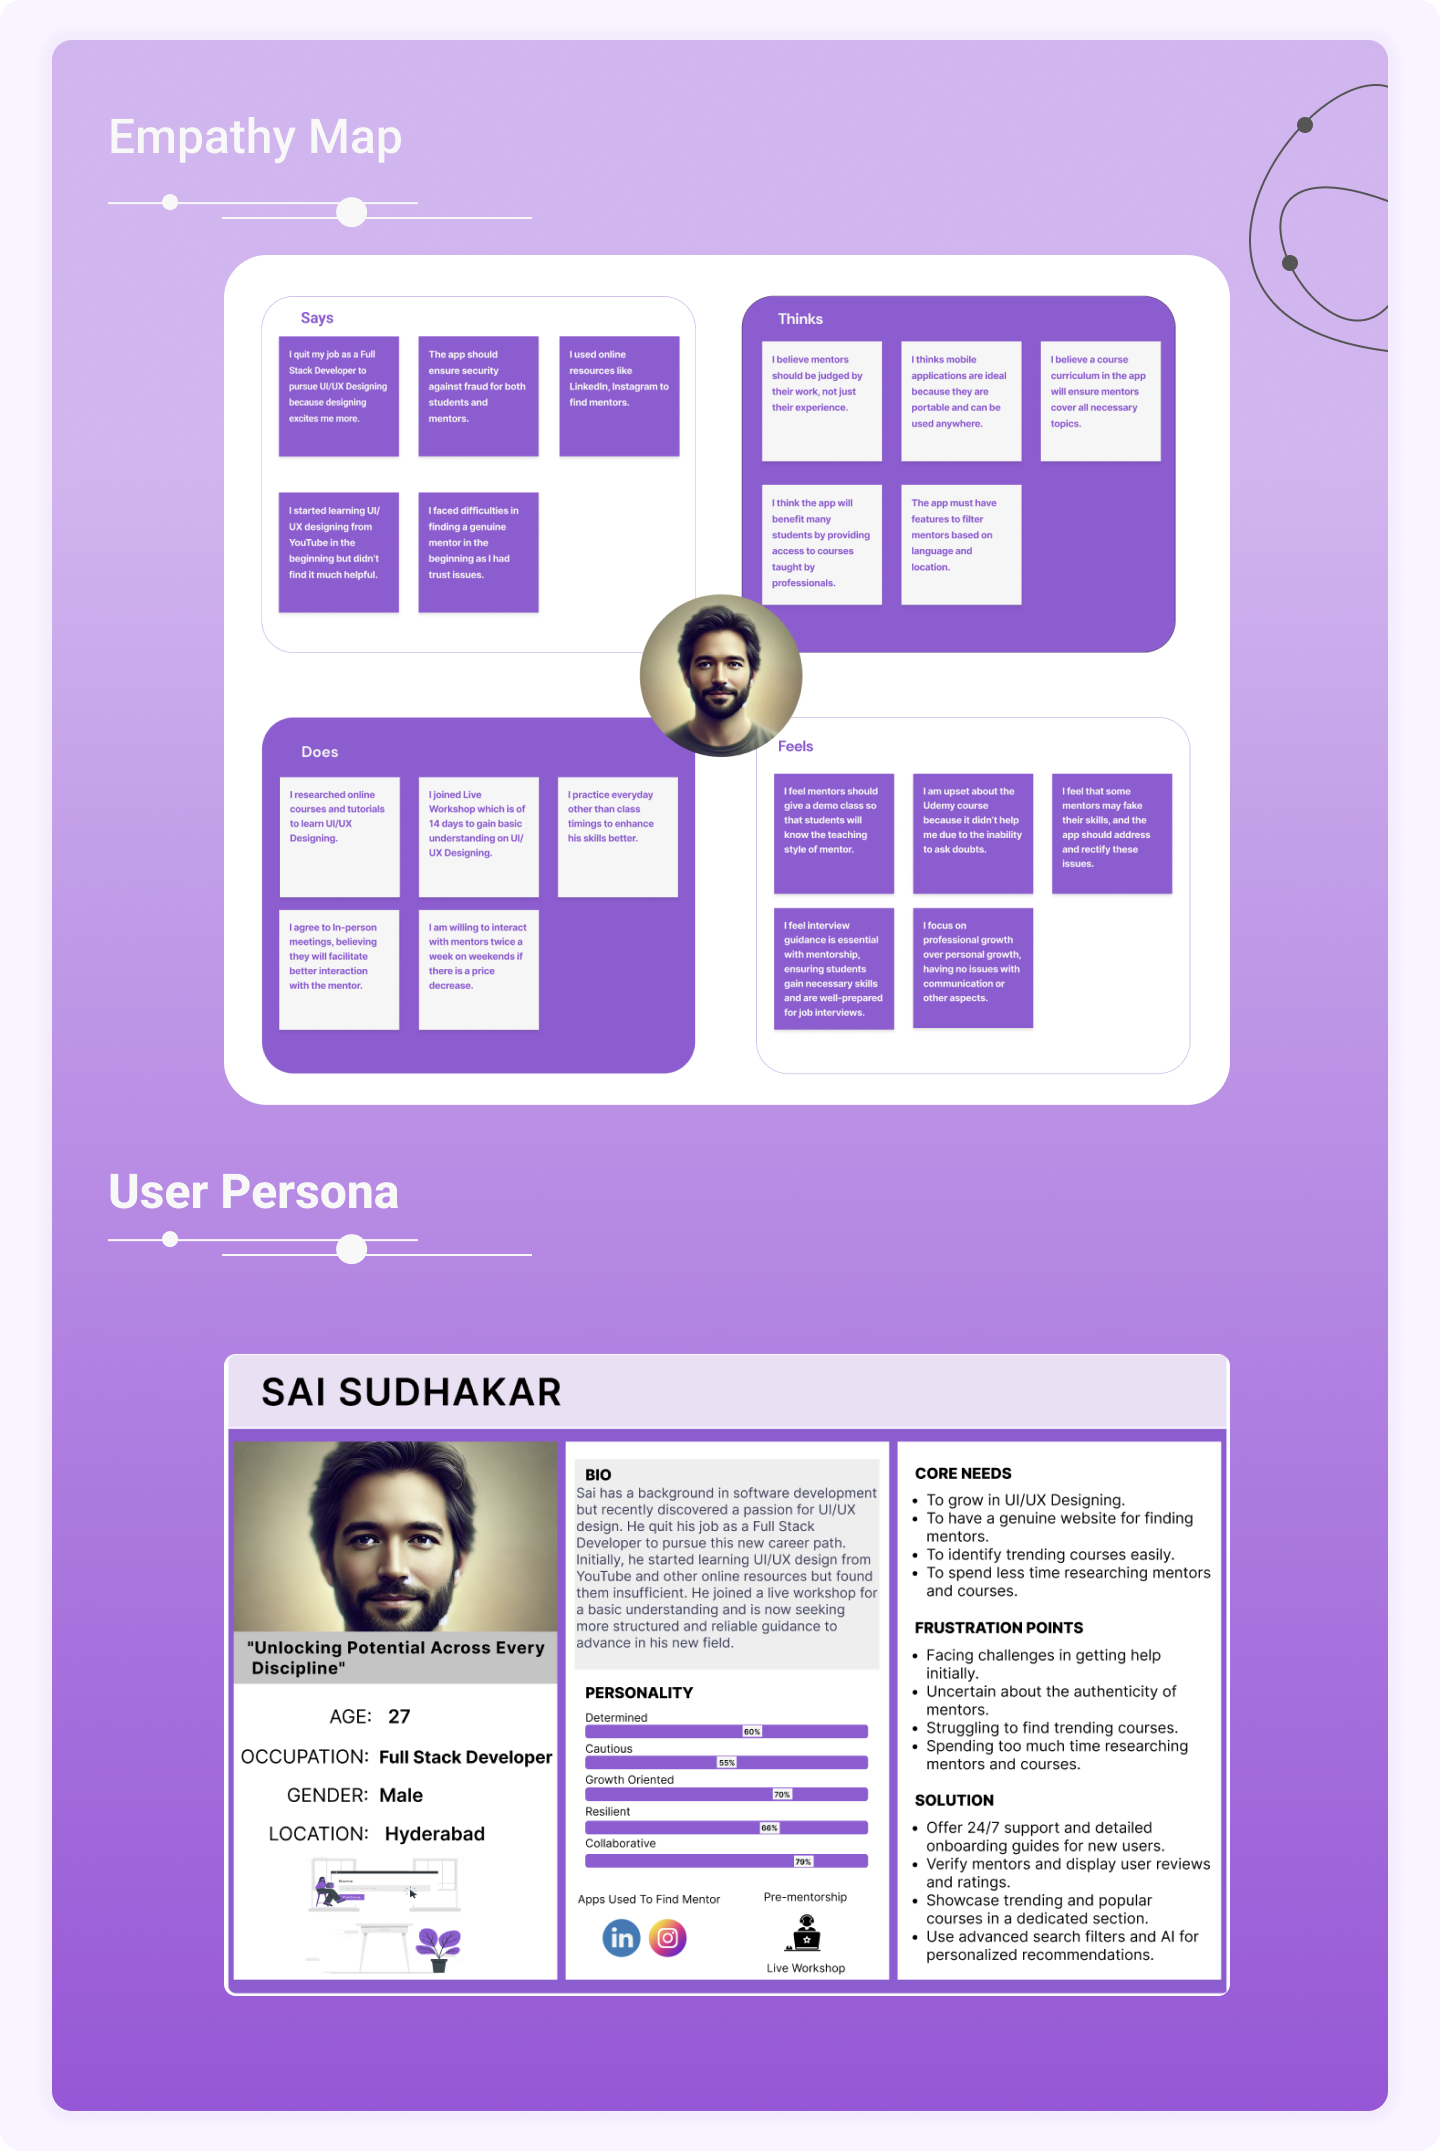 Empathy Map
Says
I quit my job as a Full
Stack Developer to
pursue UI/UX Designing
because designing
excites me more.
The app should
ensure security
against fraud for both
students and
mentors.
I used online
resources like
LinkedIn, Instagram to
find mentors.
I started learning UI/
UX designing from
YouTube in the
beginning but didn't
find it much helpful.
I faced difficulties in
finding a genuine
mentor in the
beginning as I had
trust issues.
Thinks
I believe mentors
should be judged by
their work, not just
their experience.
I thinks mobile
applications are ideal
because they are
portable and can be
used anywhere.
I believe a course
curriculum in the app
will ensure mentors
cover all necessary
topics.
I think the app will
benefit many
students by providing
access to courses
taught by
professionals.
The app must have
features to filter
mentors based on
language and
location.
Does
I researched online
courses and tutorials
to learn UI/UX
Designing.
I joined Live
Workshop which is of
14 days to gain basic
understanding on UI/
UX Designing.
I practice everyday
other than class
timings to enhance
his skills better.
I agree to In-person
meetings, believing
they will facilitate
better interaction
with the mentor.
I am willing to interact
with mentors twice a
week on weekends if
there is a price
decrease.
Feels
I feel mentors should
give a demo class so
that students will
know the teaching
style of mentor.
I am upset about the
Udemy course
because it didn't help
me due to the inability
to ask doubts.
I feel that some
mentors may fake
their skills, and the
app should address
and rectify these
issues.
I feel interview
guidance is essential
with mentorship,
ensuring students
gain necessary skills
and are well-prepared
for job interviews.
I focus on
professional growth
over personal growth,
having no issues with
communication or
other aspects.
User Persona
SAI SUDHAKAR
"Unlocking Potential Across Every
Discipline"
AGE: 27
OCCUPATION: Full Stack Developer
GENDER: Male
LOCATION: Hyderabad
BIO
Sai has a background in software development
but recently discovered a passion for UI/UX
design. He quit his job as a Full Stack
Developer to pursue this new career path.
Initially, he started learning UI/UX design from
YouTube and other online resources but found
them insufficient. He joined a live workshop for
a basic understanding and is now seeking
more structured and reliable guidance to
advance in his new field.
PERSONALITY
Determined
60%
Cautious
55%
Growth Oriented
70%
Resilient
66%
Collaborative
79%
Apps Used To Find Mentor
in
Pre-mentorship
Live Workshop
CORE NEEDS
• To grow in UI/UX Designing.
• To have a genuine website for finding
mentors.
• To identify trending courses easily.
• To spend less time researching mentors
and courses.
FRUSTRATION POINTS
• Facing challenges in getting help
initially.
• Uncertain about the authenticity of
mentors.
• Struggling to find trending courses.
• Spending too much time researching
mentors and courses.
SOLUTION
• Offer 24/7 support and detailed
onboarding guides for new users.
• Verify mentors and display user reviews
and ratings.
• Showcase trending and popular
courses in a dedicated section.
• Use advanced search filters and AI for
personalized recommendations.